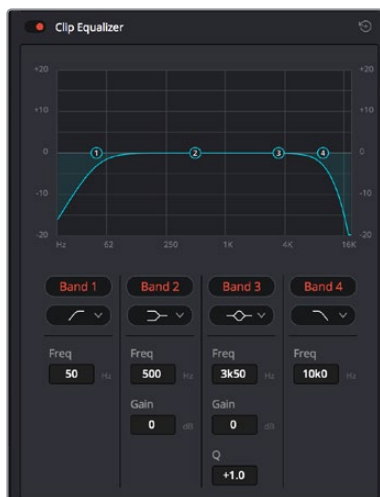 Clip Equalizer
+20 +20
+10 +10
0 0
-10 -10
-20 -20
1 2 3 4
Hz 62 250 1K 4K 16K
Band 1 Band 2 Band 3 Band 4
Freq Freq Freq Freq
50 Hz 500 Hz 3k50 Hz 10k0 Hz
Gain Gain
0 dB 0 dB
Q
+1.0